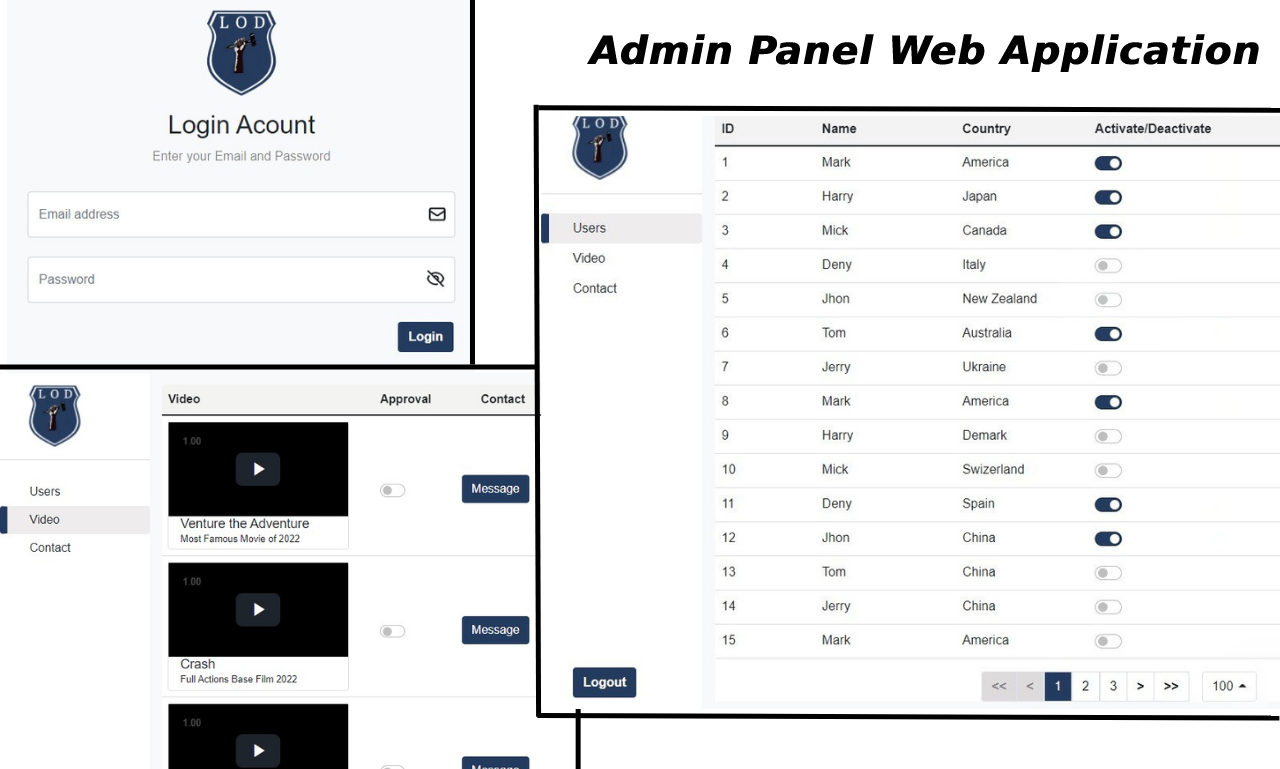 LOD
Login Acount
Enter your Email and Password
Email address
Password
Login
Admin Panel Web Application
LOD
Users
Video
Contact
Logout
ID Name Country Activate/Deactivate
1 Mark America
2 Harry Japan
3 Mick Canada
4 Deny Italy
5 Jhon New Zealand
6 Tom Australia
7 Jerry Ukraine
8 Mark America
9 Harry Demark
10 Mick Swizerland
11 Deny Spain
12 Jhon China
13 Tom China
14 Jerry China
15 Mark America
<< < 1 2 3 > >> 100
LOD
Users
Video
Contact
Video Approval Contact
1.00
Message
Venture the Adventure
Most Famous Movie of 2022
1.00
Message
Crash
Full Actions Base Film 2022
1.00
Message